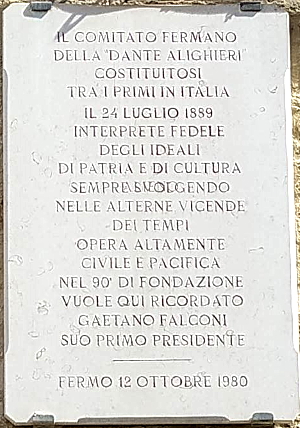 IL COMITATO FERMANO
DELLA "DANTE ALIGHIERI"
COSTITUITOSI
TRA I PRIMI IN ITALIA
IL 24 LUGLIO 1889
INTERPRETE FEDELE
DEGLI IDEALI
DI PATRIA E DI CULTURA
SEMPRE SVOLGENDO
NELLE ALTERNE VICENDE
DEI TEMPI
OPERA ALTAMENTE
CIVILE E PACIFICA
NEL 90° DI FONDAZIONE
VUOLE QUI RICORDATO
GAETANO FALCONI
SUO PRIMO PRESIDENTE
FERMO 12 OTTOBRE 1980